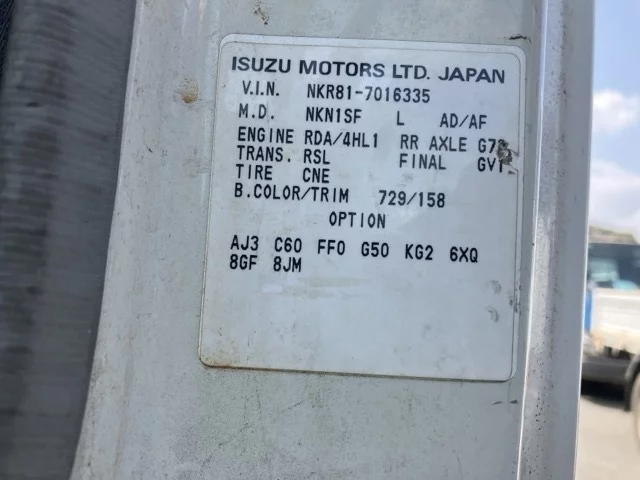 ISUZU MOTORS LTD. JAPAN
V.I.N. NKR81-7016335
M.D. NKN1SF L AD/AF
ENGINE RDA/4HL1 RR AXLE
TRANS. RSL FINAL
TIRE CNE
B.COLOR/TRIM 729/158
OPTION
AJ3 C60 FF0 G50 KG2 6XQ
8GF 8JM